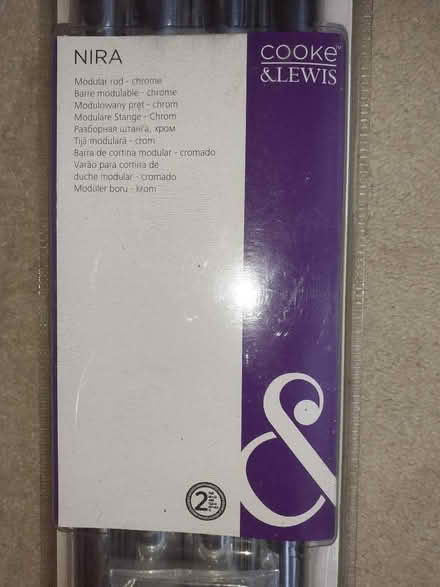 NIRA
cooke
&LEWIS
Modular rod - chrome
Barre modulable - chrome
Modulowany pręt - chrom
Modulare Stange - Chrom
Разборная штанга, хром
Tijă modulară - crom
Barra de cortina modular - cromado
Varão para cortina de
duche modular - cromado
Modüler boru - krom
&
2